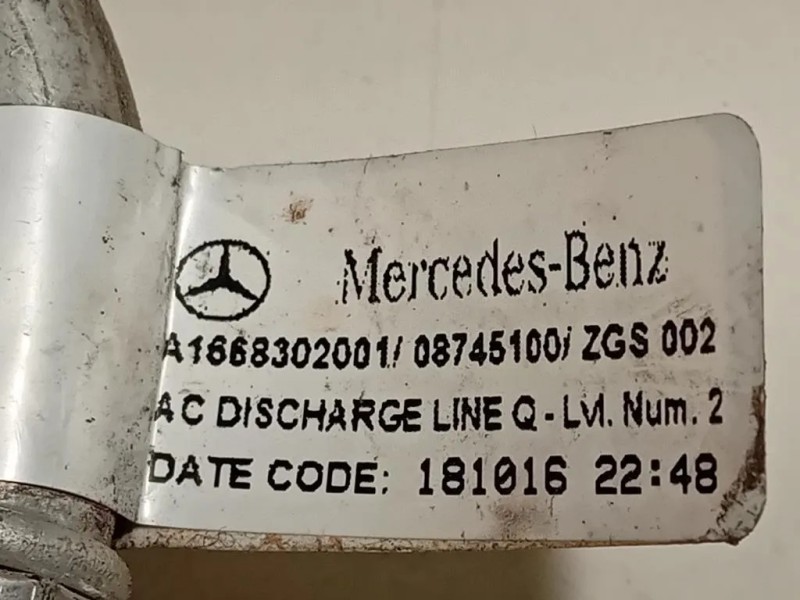 Mercedes-Benz
A1668302001/ 08745100/ ZGS 002
AC DISCHARGE LINE Q - Lvl. Num. 2
DATE CODE: 181016 22:48